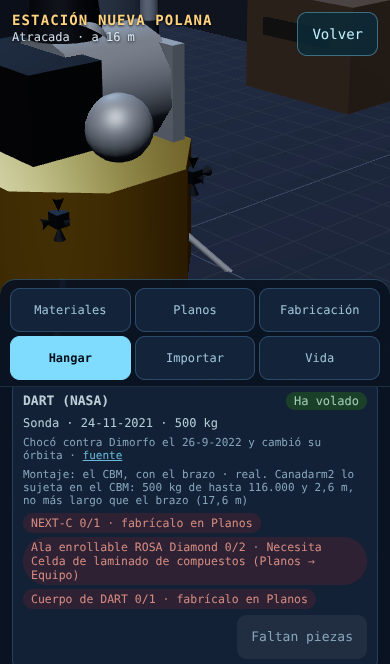 ESTACIÓN NUEVA POLANA
Atracada · a 16 m
Volver
Materiales
Planos
Fabricación
Hangar
Importar
Vida
DART (NASA)
Ha volado
Sonda · 24-11-2021 · 500 kg
Chocó contra Dimorfo el 26-9-2022 y cambió su
órbita · fuente
Montaje: el CBM, con el brazo · real. Canadarm2 lo
sujeta en el CBM: 500 kg de hasta 116.000 y 2,6 m,
no más largo que el brazo (17,6 m)
NEXT-C 0/1 · fabrícalo en Planos
Ala enrollable ROSA Diamond 0/2 · Necesita
Celda de laminado de compuestos (Planos →
Equipo)
Cuerpo de DART 0/1 · fabrícalo en Planos
Faltan piezas